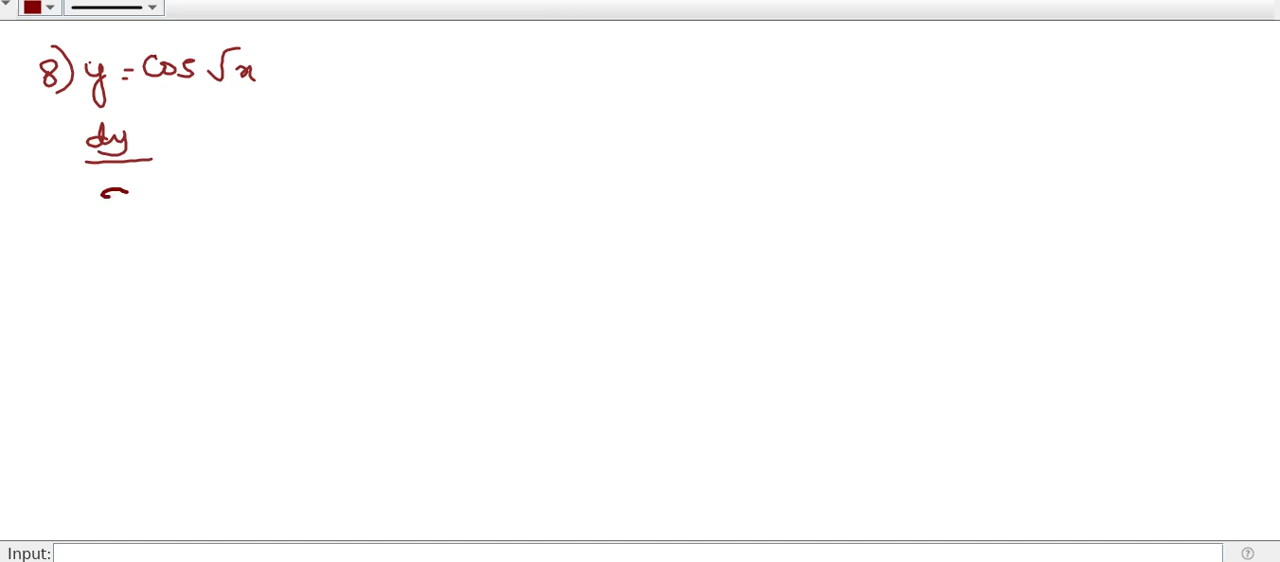 8) y = cos √x
dy
Input: